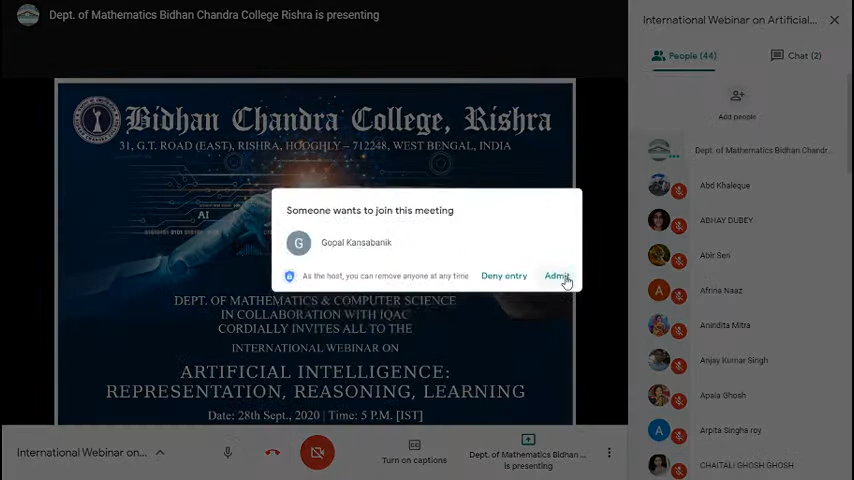 Dept. of Mathematics Bidhan Chandra College Rishra is presenting
International Webinar on Artificial...
People (44)
Chat (2)
Add people
Dept. of Mathematics Bidhan Chandr...
Abd Khaleque
ABHAY DUBEY
Abir Sen
Afrina Naaz
Anindita Mitra
Anjay Kumar Singh
Apala Ghosh
Arpita Singha roy
CHAITALI GHOSH GHOSH
Bidhan Chandra College, Rishra
31, G.T. ROAD (EAST), RISHRA, HOOGHLY – 712248, WEST BENGAL, INDIA
AI
Someone wants to join this meeting
G
Gopal Kansabanik
As the host, you can remove anyone at any time
Deny entry
Admit
DEPT. OF MATHEMATICS & COMPUTER SCIENCE
IN COLLABORATION WITH IQAC
CORDIALLY INVITES ALL TO THE
INTERNATIONAL WEBINAR ON
ARTIFICIAL INTELLIGENCE:
REPRESENTATION, REASONING, LEARNING
Date: 28th Sept., 2020 | Time: 5 P.M. [IST]
A
A
International Webinar on...
Turn on captions
Dept. of Mathematics Bidhan ...
is presenting